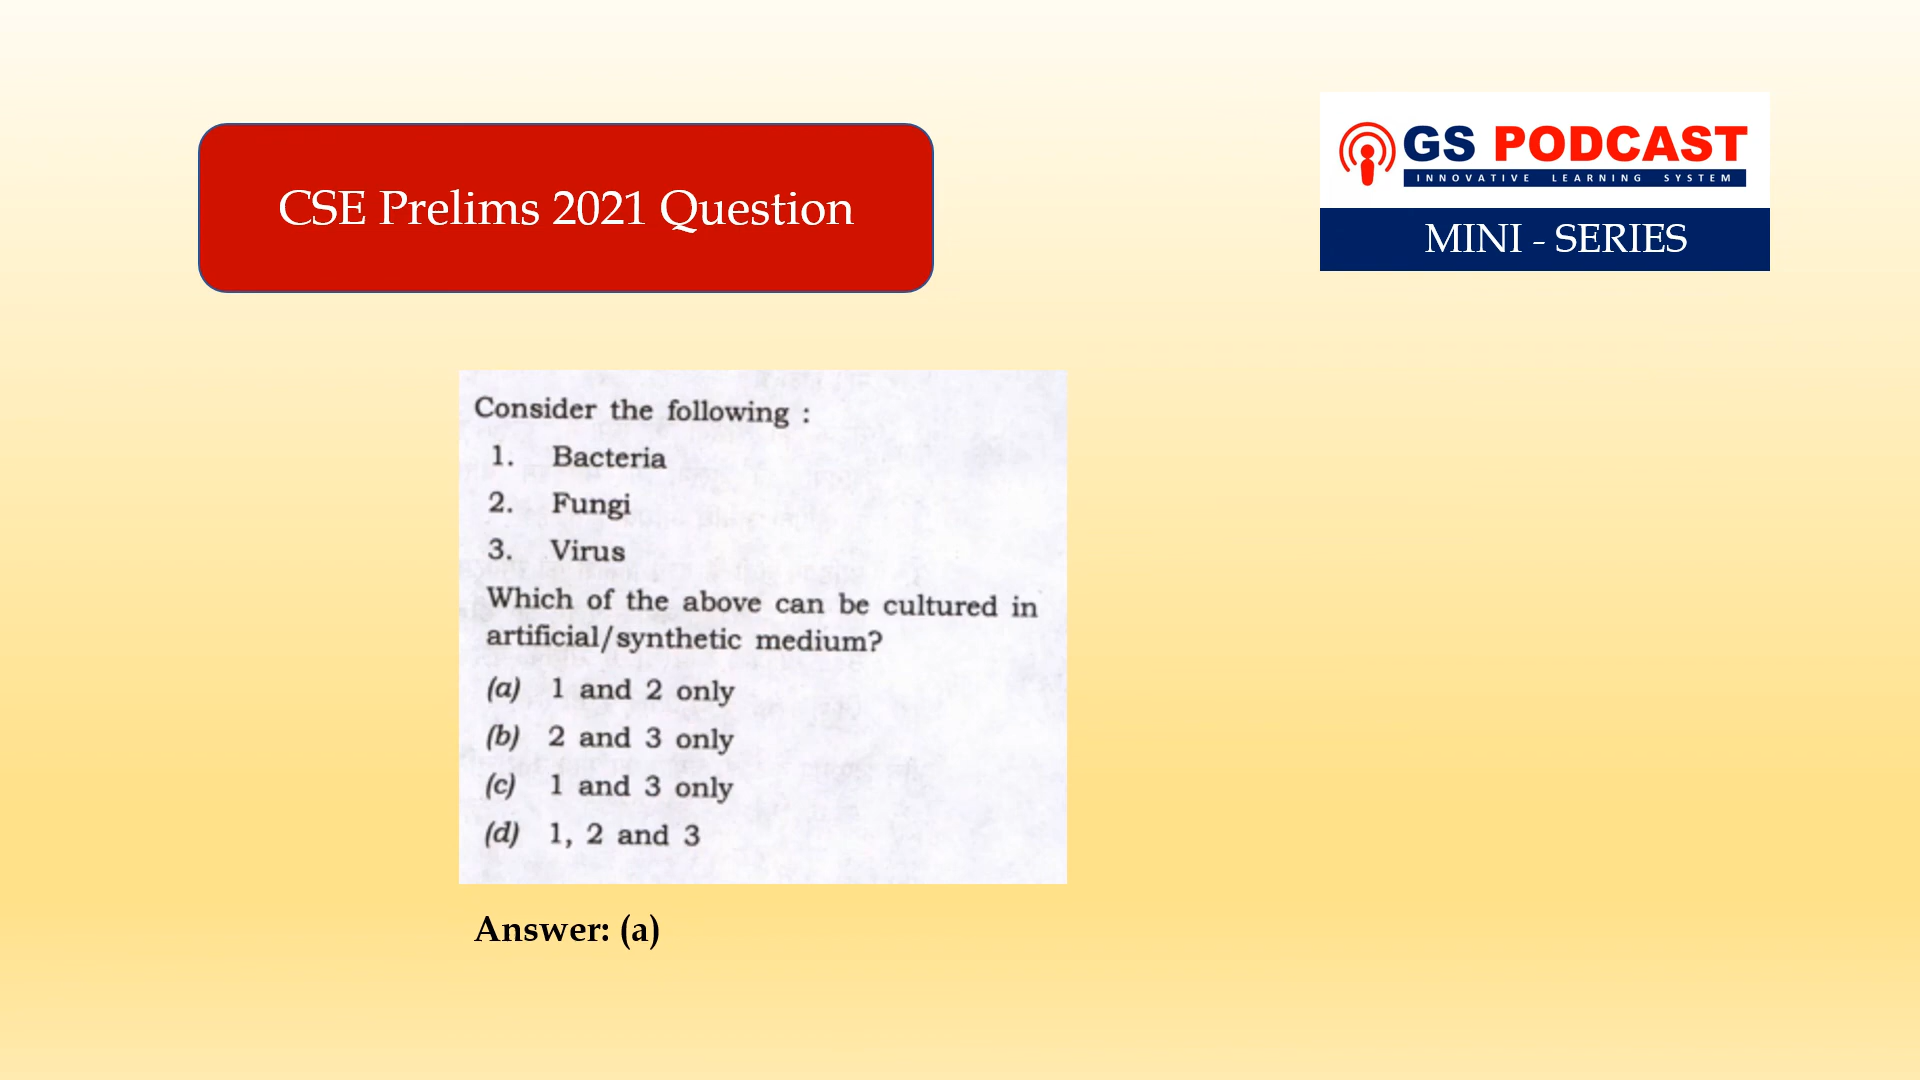 CSE Prelims 2021 Question
GS PODCAST
INNOVATIVE LEARNING SYSTEM
MINI - SERIES
Consider the following :
1. Bacteria
2. Fungi
3. Virus
Which of the above can be cultured in
artificial/synthetic medium?
(a) 1 and 2 only
(b) 2 and 3 only
(c) 1 and 3 only
(d) 1, 2 and 3
Answer: (a)